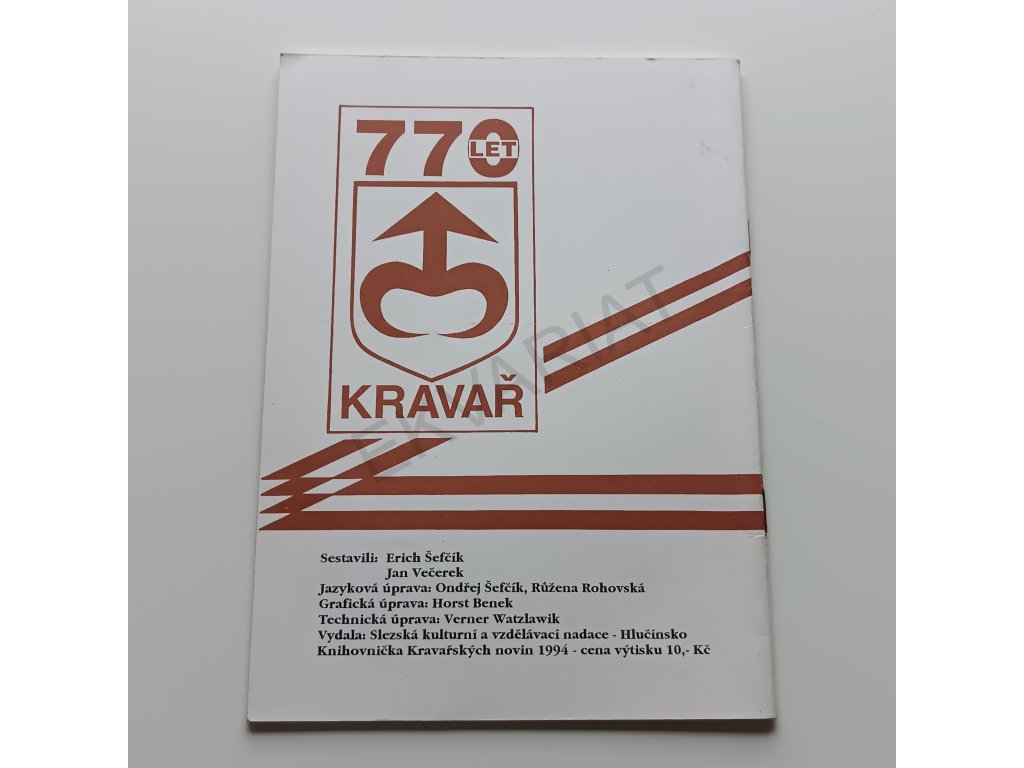 770
LET
KRAVAŘ
EKVARIAT
Sestavili: Erich Šefčík
Jan Večerek
Jazyková úprava: Ondřej Šefčík, Růžena Rohovská
Grafická úprava: Horst Benek
Technická úprava: Verner Watzlawik
Vydala: Slezská kulturní a vzdělávací nadace - Hlučínsko
Knihovnička Kravařských novin 1994 - cena výtisku 10,- Kč